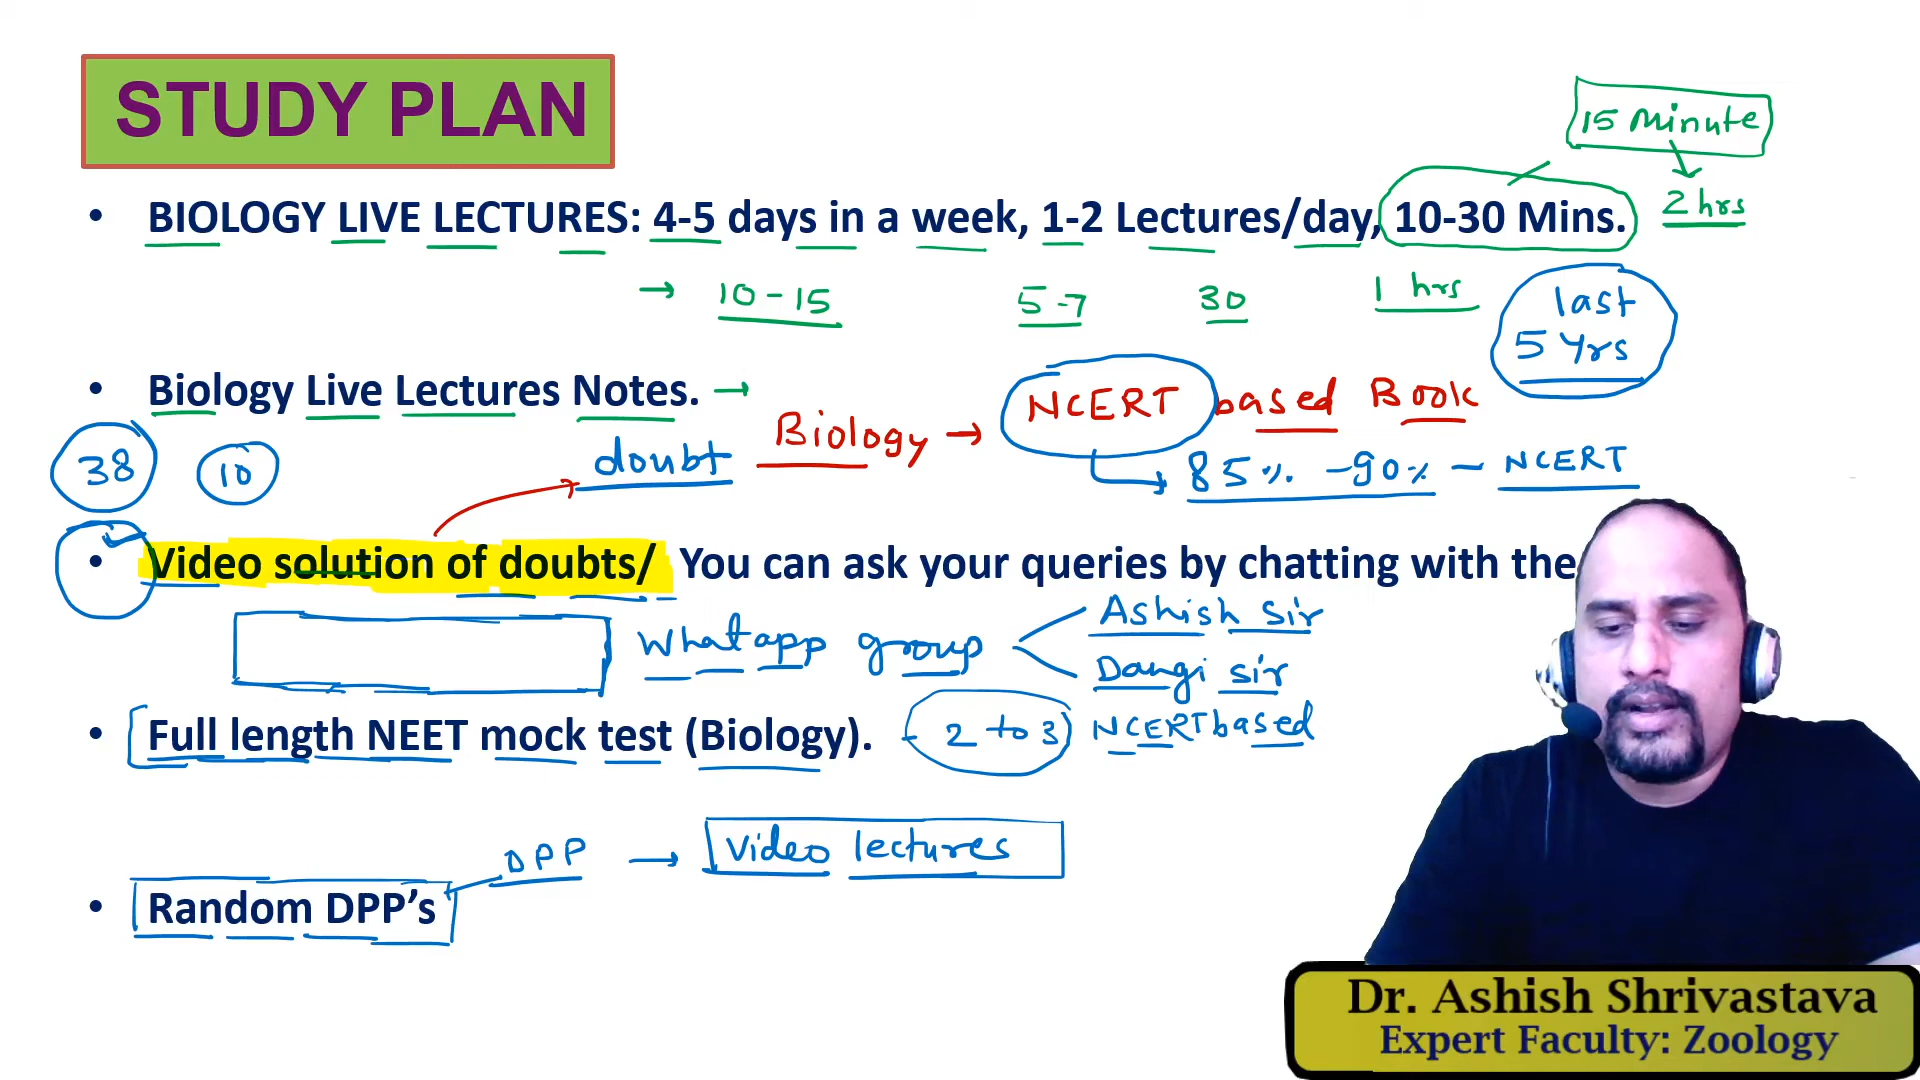 STUDY PLAN
15 Minute
2 hrs
• BIOLOGY LIVE LECTURES: 4-5 days in a week, 1-2 Lectures/day, 10-30 Mins.
→ 10-15 5-7 30 1 hrs
last
5 Yrs
• Biology Live Lectures Notes. →
Biology → NCERT based Book
38 10 doubt
85% -90% - NCERT
• Video solution of doubts/ You can ask your queries by chatting with the
Whatapp group
Ashish sir
Dangi sir
• Full length NEET mock test (Biology). - 2 to 3 NCERT based
DPP → Video lectures
• Random DPP’s
Dr. Ashish Shrivastava
Expert Faculty: Zoology